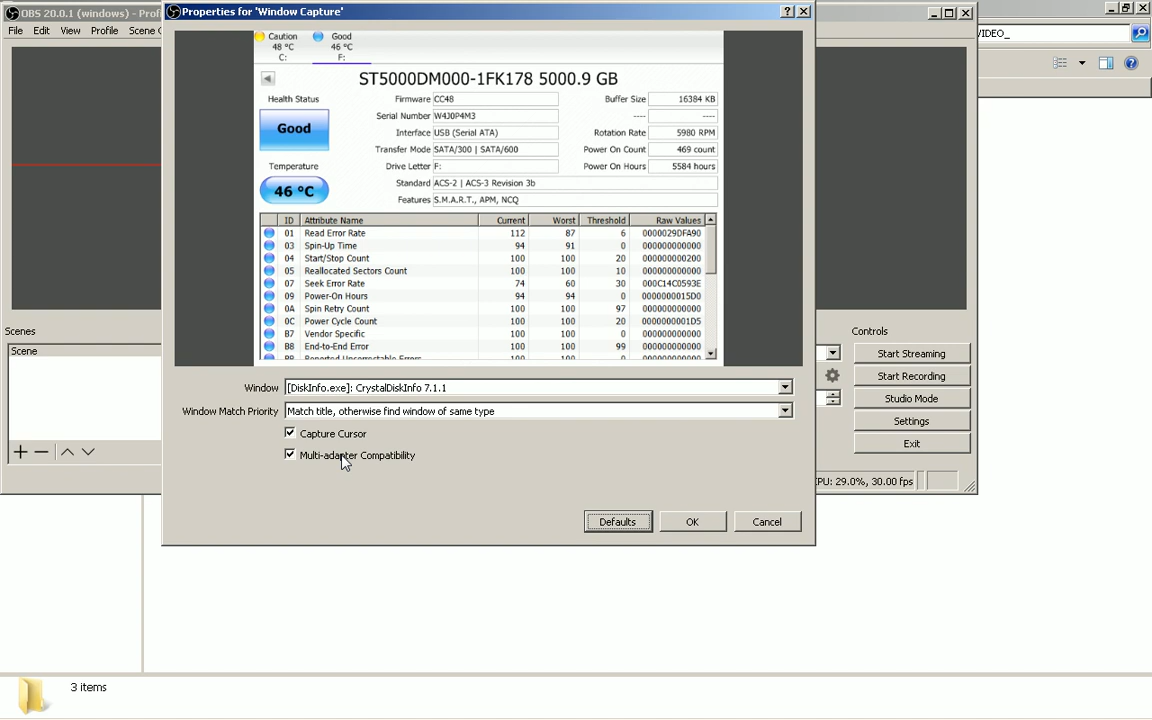 OBS 20.0.1 (windows) - Prof
Properties for 'Window Capture'
File Edit View Profile Scene C
VIDEO_
Caution Good
48 °C 46 °C
C: F:
ST5000DM000-1FK178 5000.9 GB
Health Status
Good
Temperature
46 °C
Firmware CC48 Buffer Size 16384 KB
Serial Number W4J0P4M3 ---- ----
Interface USB (Serial ATA) Rotation Rate 5980 RPM
Transfer Mode SATA/300 | SATA/600 Power On Count 469 count
Drive Letter F: Power On Hours 5584 hours
Standard ACS-2 | ACS-3 Revision 3b
Features S.M.A.R.T., APM, NCQ
ID Attribute Name Current Worst Threshold Raw Values
01 Read Error Rate 112 87 6 0000029DFA90
03 Spin-Up Time 94 91 0 000000000000
04 Start/Stop Count 100 100 20 000000000200
05 Reallocated Sectors Count 100 100 10 000000000000
07 Seek Error Rate 74 60 30 000C14C0593E
09 Power-On Hours 94 94 0 0000000015D0
0A Spin Retry Count 100 100 97 000000000000
0C Power Cycle Count 100 100 20 0000000001D5
B7 Vendor Specific 100 100 0 000000000000
B8 End-to-End Error 100 100 99 000000000000
BB Reported Uncorrectable Errors 100 100 0 000000000000
Window [DiskInfo.exe]: CrystalDiskInfo 7.1.1
Window Match Priority Match title, otherwise find window of same type
Capture Cursor
Multi-adapter Compatibility
Defaults OK Cancel
Scenes
Scene
Controls
Start Streaming
Start Recording
Studio Mode
Settings
Exit
CPU: 29.0%, 30.00 fps
3 items